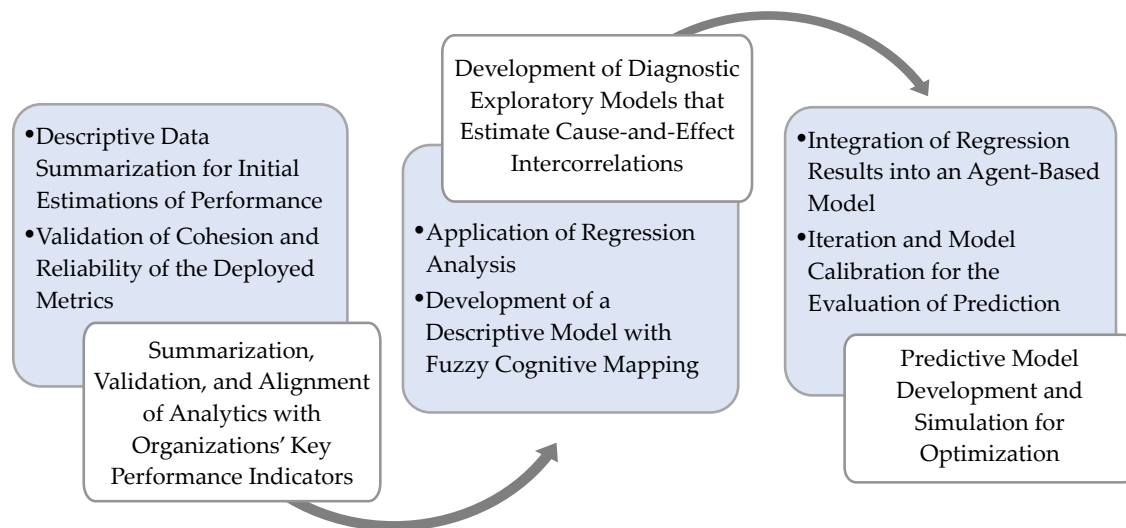 •Descriptive Data
Summarization for Initial
Estimations of Performance
•Validation of Cohesion and
Reliability of the Deployed
Metrics
Summarization,
Validation, and Alignment
of Analytics with
Organizations’ Key
Performance Indicators
Development of Diagnostic
Exploratory Models that
Estimate Cause-and-Effect
Intercorrelations
•Application of Regression
Analysis
•Development of a
Descriptive Model with
Fuzzy Cognitive Mapping
•Integration of Regression
Results into an Agent-Based
Model
•Iteration and Model
Calibration for the
Evaluation of Prediction
Predictive Model
Development and
Simulation for
Optimization